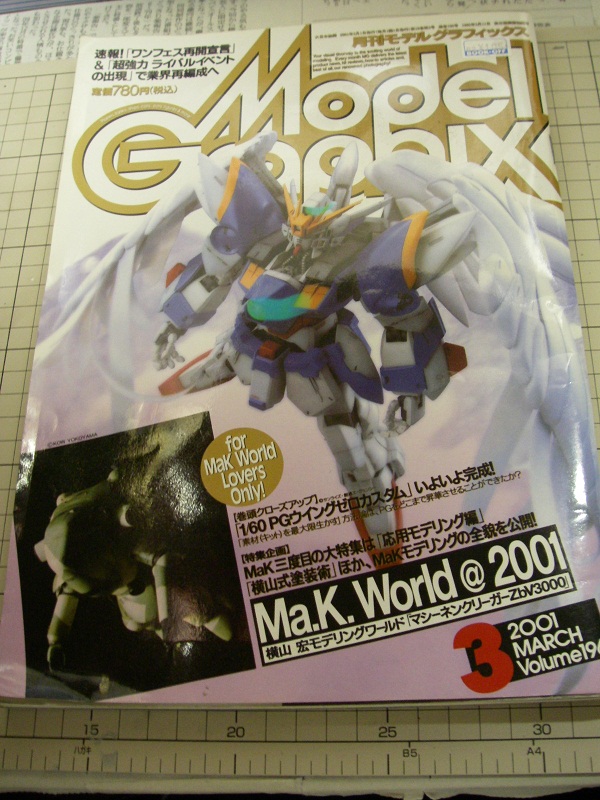 速報!「ワンフェス再開宣言」
&「超強力 ライバルイベント
の出現」で業界再編成へ
定価780円(税込)
月刊モデルグラフィックス
BOOK・OFF
Model
Graphix
©KOW YOKOYAMA
for
MaK World
Lovers
Only!
【巻頭クローズアップ】
「1/60 PGウイングゼロカスタム」いよいよ完成!
【特集企画】
MaK三度目の大特集は「応用モデリング編」
「横山式塗装術」ほか、MaKモデリングの全貌を公開!
Ma.K. World @ 2001
横山 宏モデリングワールド「マシーネンクリーガーZbV3000」
3
2001
MARCH
Volume196
15
20
25
30
ハガキ
B5
A4